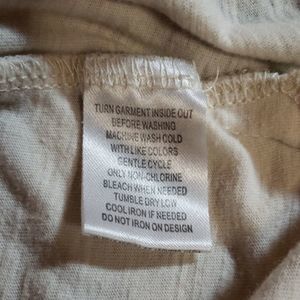 TURN GARMENT INSIDE OUT
BEFORE WASHING
MACHINE WASH COLD
WITH LIKE COLORS
GENTLE CYCLE
ONLY NON-CHLORINE
BLEACH WHEN NEEDED
TUMBLE DRY LOW
COOL IRON IF NEEDED
DO NOT IRON ON DESIGN